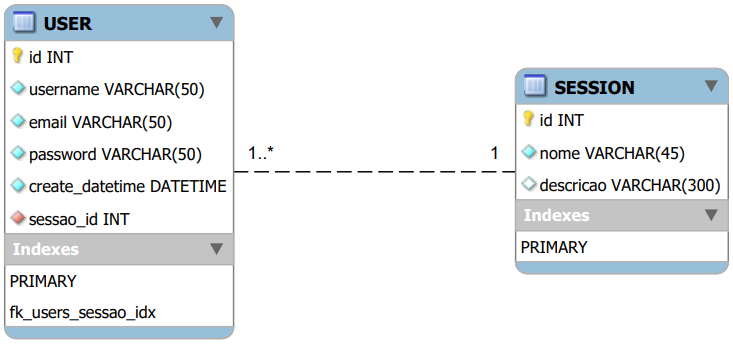 USER
id INT
username VARCHAR(50)
email VARCHAR(50)
password VARCHAR(50)
create_datetime DATETIME
sessao_id INT
Indexes
PRIMARY
fk_users_sessao_idx
1..*
1
SESSION
id INT
nome VARCHAR(45)
descricao VARCHAR(300)
Indexes
PRIMARY